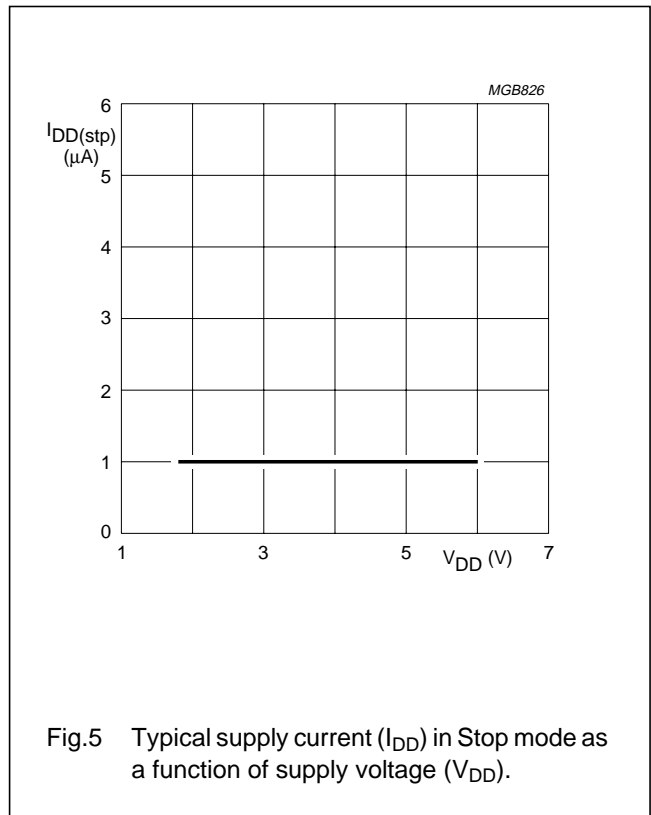 MGB826
6
IDD(stp)
(μA)
5
4
3
2
1
0
1 3 5 VDD (V) 7
Fig.5 Typical supply current (IDD) in Stop mode as
a function of supply voltage (VDD).